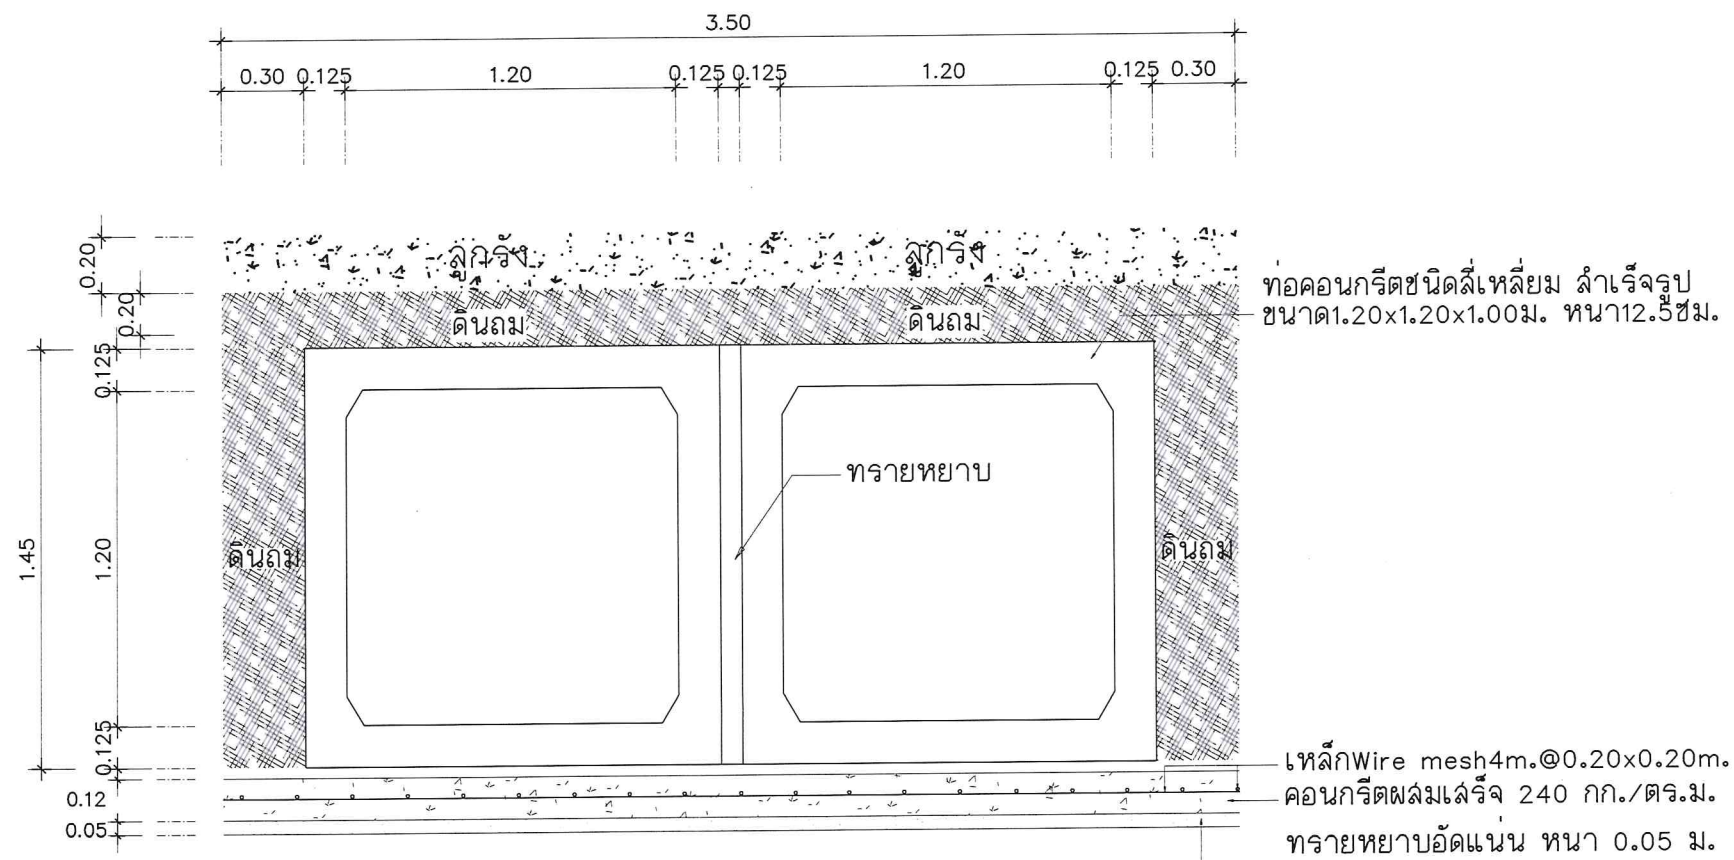 3.50
0.30 0.125 1.20 0.125 0.125 1.20 0.125 0.30
0.20
ลูกรัง ลูกรัง
0.20
ดินถม ดินถม
ท่อคอนกรีตชนิดสี่เหลี่ยม สำเร็จรูป
ขนาด1.20x1.20x1.00ม. หนา12.5ซม.
0.125
ทรายหยาบ
1.45
1.20
ดินถม ดินถม
0.125
เหล็กWire mesh4m.@0.20x0.20m.
0.12
คอนกรีตผสมเสร็จ 240 กก./ตร.ม.
0.05
ทรายหยาบอัดแน่น หนา 0.05 ม.